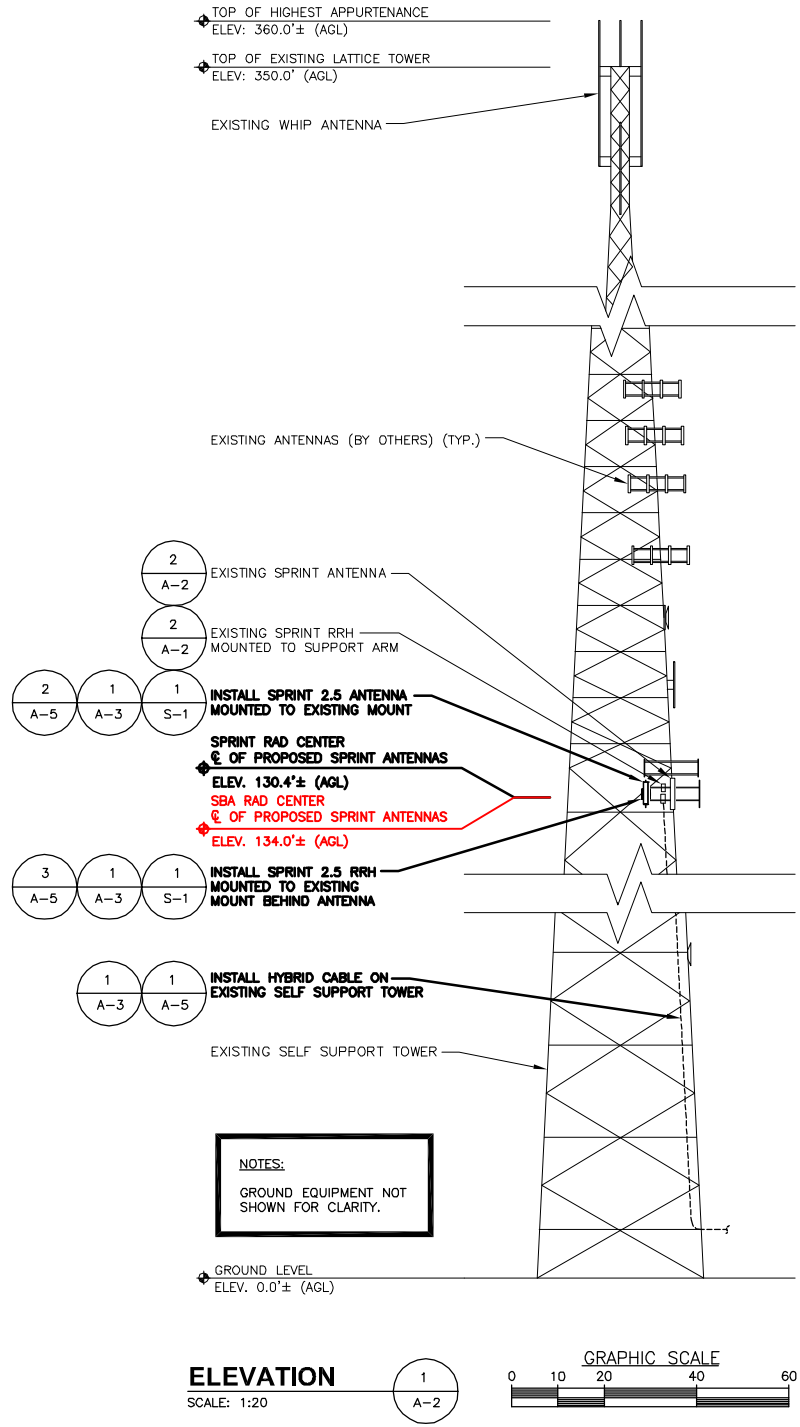 TOP OF HIGHEST APPURTENANCE
ELEV: 360.0'± (AGL)
TOP OF EXISTING LATTICE TOWER
ELEV: 350.0' (AGL)
EXISTING WHIP ANTENNA
EXISTING ANTENNAS (BY OTHERS) (TYP.)
2
A-2
EXISTING SPRINT ANTENNA
2
A-2
EXISTING SPRINT RRH
MOUNTED TO SUPPORT ARM
2
A-5
1
A-3
1
S-1
INSTALL SPRINT 2.5 ANTENNA
MOUNTED TO EXISTING MOUNT
SPRINT RAD CENTER
℄ OF PROPOSED SPRINT ANTENNAS
ELEV. 130.4'± (AGL)
SBA RAD CENTER
℄ OF PROPOSED SPRINT ANTENNAS
ELEV. 134.0'± (AGL)
3
A-5
1
A-3
1
S-1
INSTALL SPRINT 2.5 RRH
MOUNTED TO EXISTING
MOUNT BEHIND ANTENNA
1
A-3
1
A-5
INSTALL HYBRID CABLE ON
EXISTING SELF SUPPORT TOWER
EXISTING SELF SUPPORT TOWER
NOTES:
GROUND EQUIPMENT NOT
SHOWN FOR CLARITY.
GROUND LEVEL
ELEV. 0.0'± (AGL)
ELEVATION
SCALE: 1:20
1
A-2
GRAPHIC SCALE
0 10 20 40 60